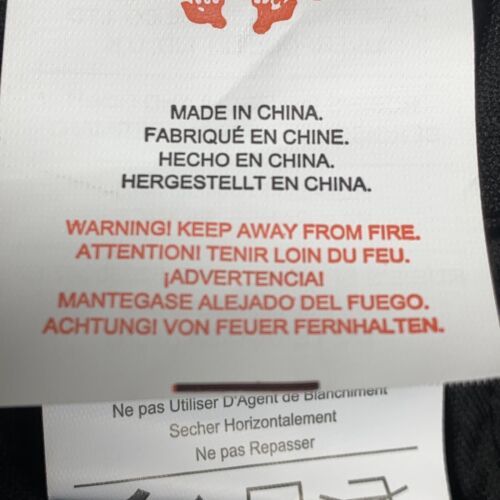 MADE IN CHINA.
FABRIQUÉ EN CHINE.
HECHO EN CHINA.
HERGESTELLT EN CHINA.
WARNING! KEEP AWAY FROM FIRE.
ATTENTION! TENIR LOIN DU FEU.
¡ADVERTENCIA!
MANTEGASE ALEJADO DEL FUEGO.
ACHTUNG! VON FEUER FERNHALTEN.
Ne pas Utiliser D'Agent de Blanchiment
Secher Horizontalement
Ne pas Repasser